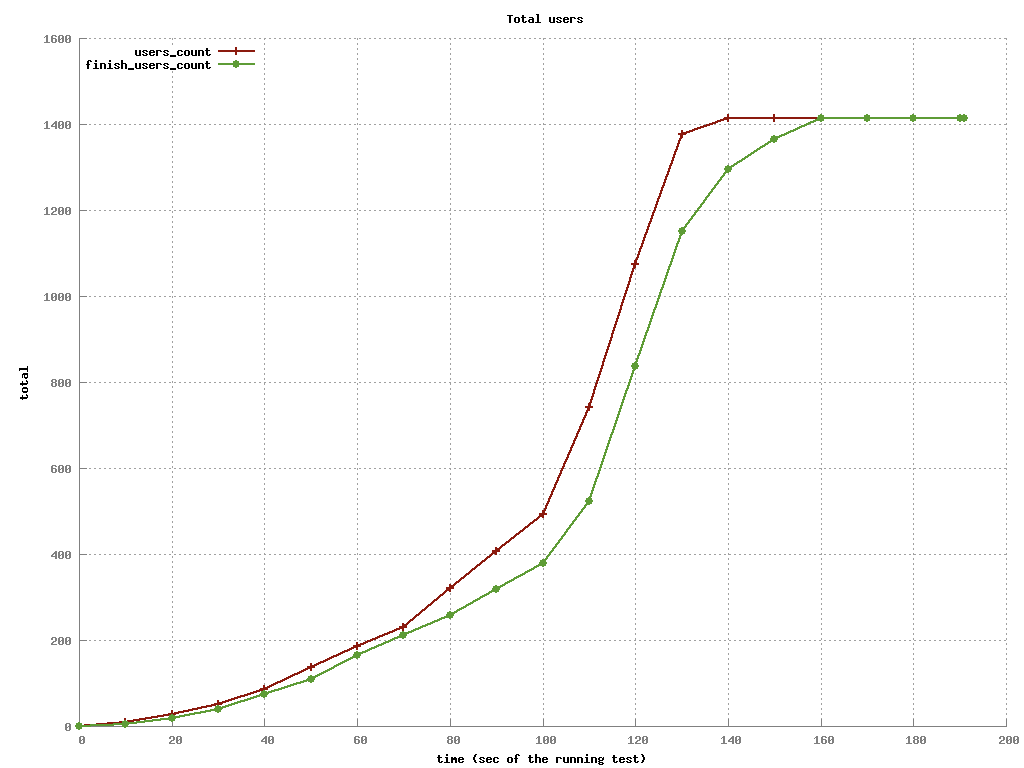 Total users
1600
users_count
finish_users_count
1400
1200
1000
800
total
600
400
200
0
0 20 40 60 80 100 120 140 160 180 200
time (sec of the running test)